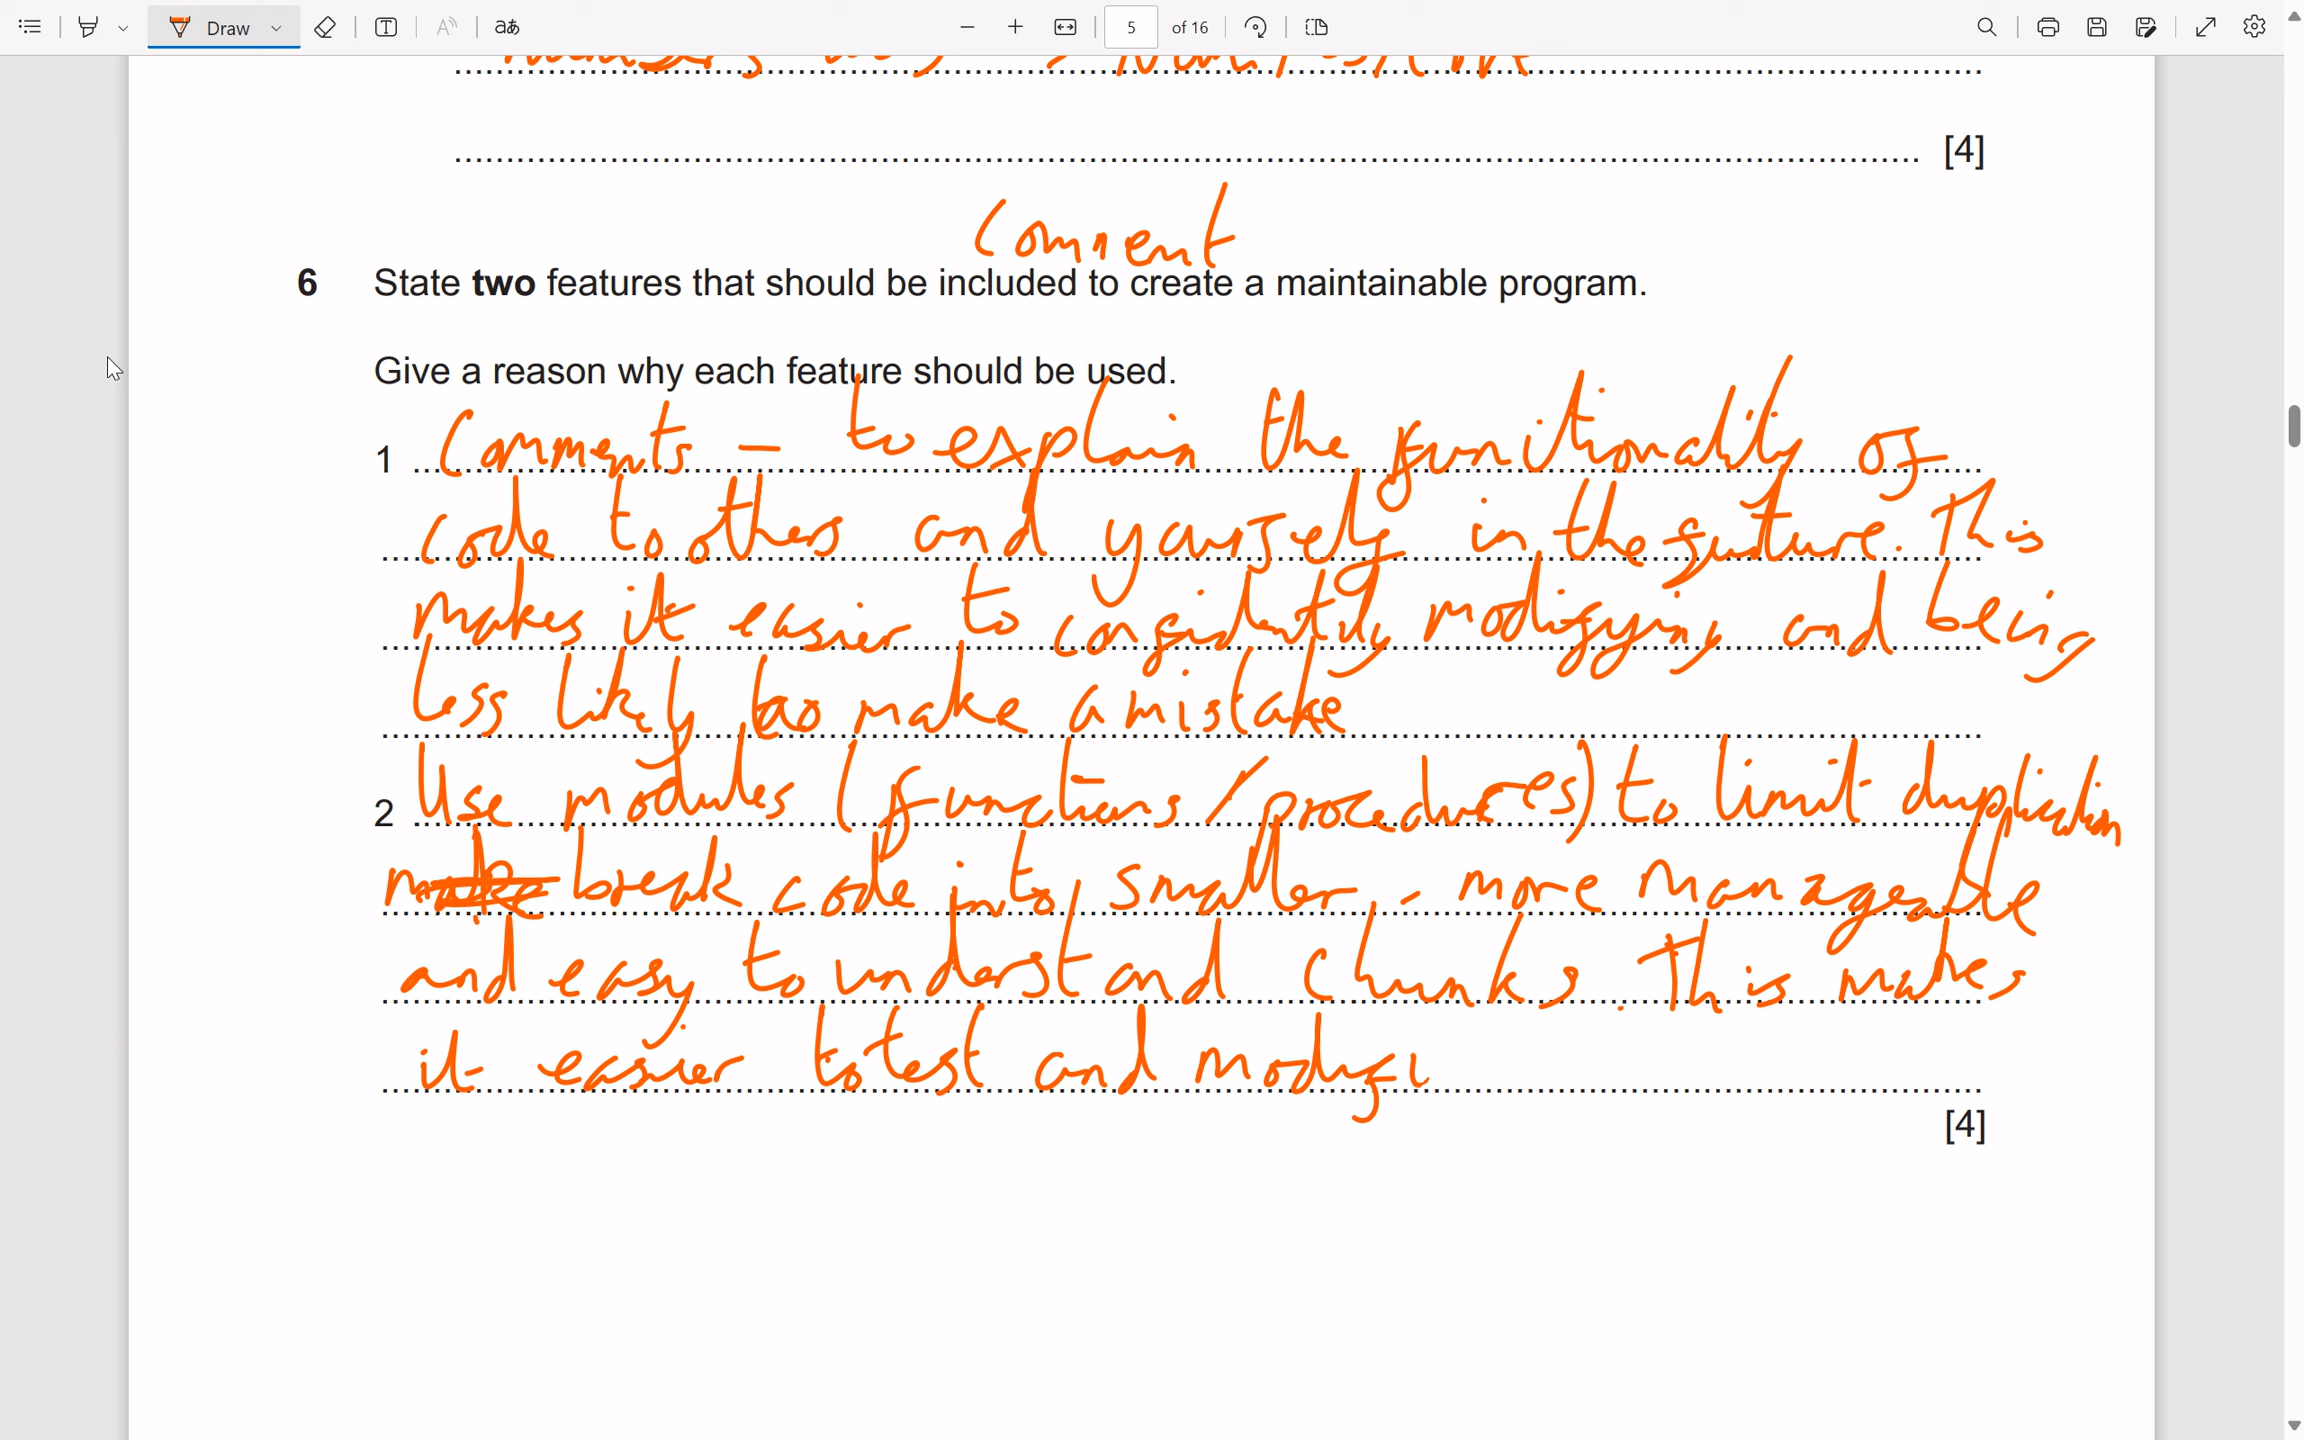 Draw
5 of 16
[4]
Comment
6 State two features that should be included to create a maintainable program.
Give a reason why each feature should be used.
1 Comments – to explain the functionality of
code to others and yourself in the future. This
makes it easier to confidently modifying and being
less likely to make a mistake
2 Use modules (functions/procedures) to limit duplication
make break code into smaller, more manageable
and easy to understand chunks. This makes
it easier to test and modify
[4]